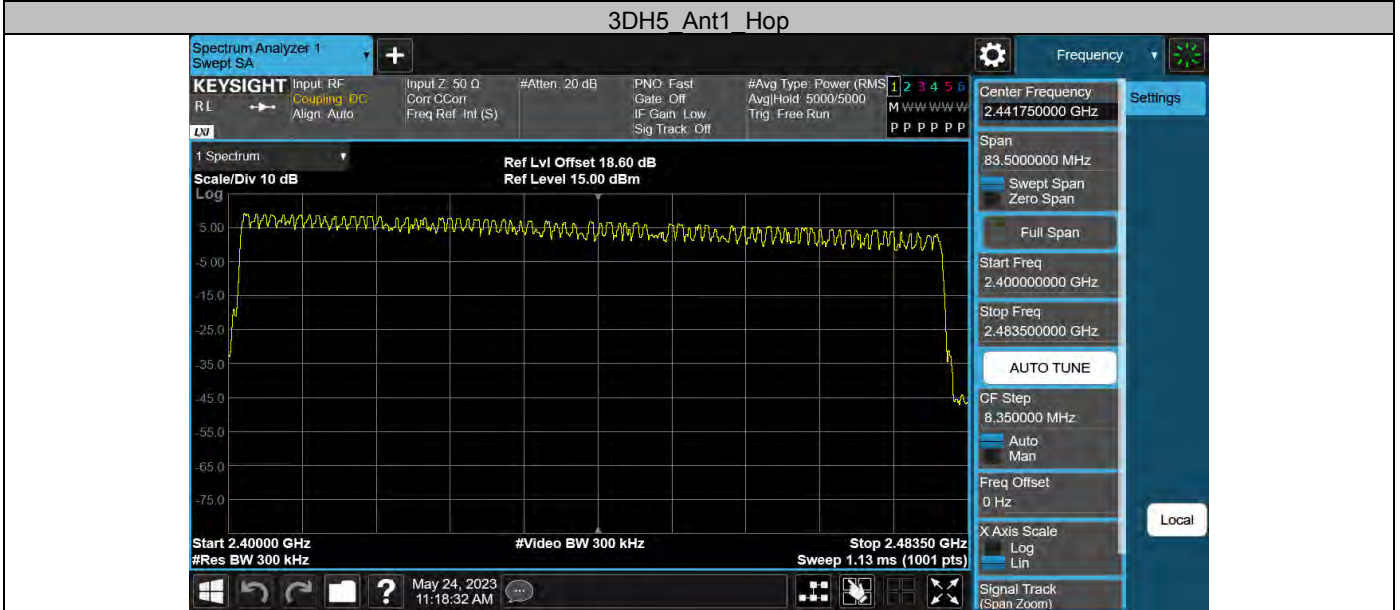 3DH5_Ant1_Hop
Spectrum Analyzer 1
Swept SA
Frequency
KEYSIGHT
RL
LXI
Input: RF
Coupling: DC
Align: Auto
Input Z: 50 Ω
Corr CCorr
Freq Ref: Int (S)
#Atten: 20 dB
PNO: Fast
Gate: Off
IF Gain: Low
Sig Track: Off
#Avg Type: Power (RMS
Avg|Hold: 5000/5000
Trig: Free Run
1 2 3 4 5 6
M W W W W W
P P P P P P
Center Frequency
2.441750000 GHz
Settings
1 Spectrum
Scale/Div 10 dB
Ref Lvl Offset 18.60 dB
Ref Level 15.00 dBm
Span
83.5000000 MHz
Swept Span
Zero Span
Full Span
Start Freq
2.400000000 GHz
Stop Freq
2.483500000 GHz
AUTO TUNE
CF Step
8.350000 MHz
Auto
Man
Freq Offset
0 Hz
X Axis Scale
Log
Lin
Local
Signal Track
(Span Zoom)
Log
5.00
-5.00
-15.0
-25.0
-35.0
-45.0
-55.0
-65.0
-75.0
Start 2.40000 GHz
#Res BW 300 kHz
#Video BW 300 kHz
Stop 2.48350 GHz
Sweep 1.13 ms (1001 pts)
?
May 24, 2023
11:18:32 AM